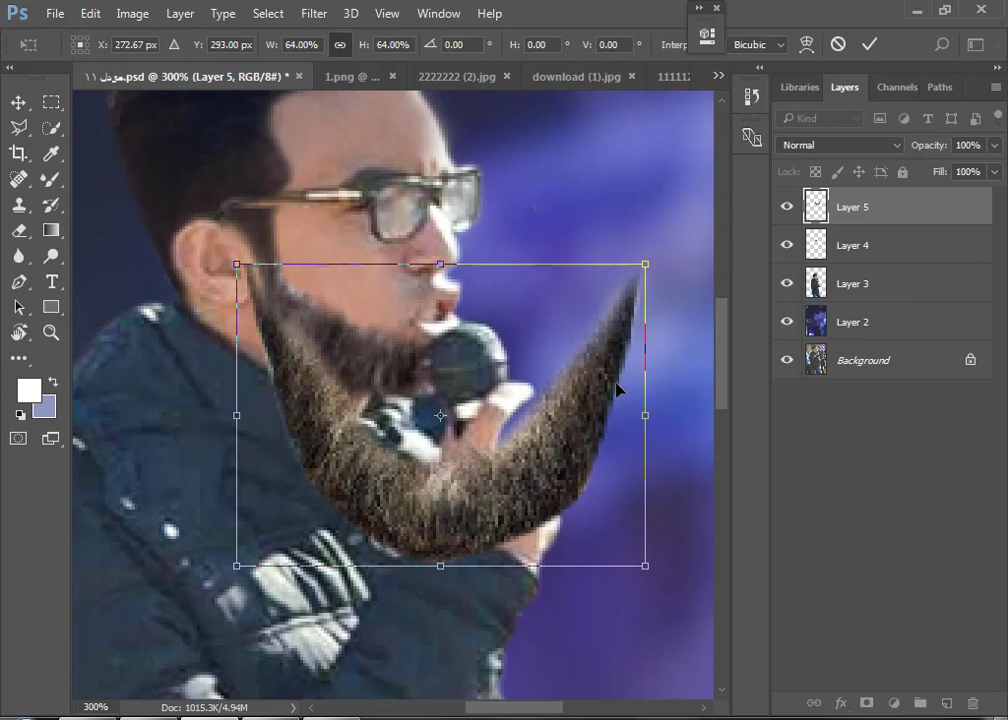 Ps File Edit Image Layer Type Select Filter 3D View Window Help
X: 272.67 px Y: 293.00 px W: 64.00% H: 64.00% 0.00 ° H: 0.00 ° V: 0.00 ° Interp Bicubic
مودل ١١.psd @ 300% (Layer 5, RGB/8#) * 1.png @ ... 2222222 (2).jpg download (1).jpg 111112
Libraries Layers Channels Paths
Kind
Normal Opacity: 100%
Lock: Fill: 100%
Layer 5
Layer 4
Layer 3
Layer 2
Background
300% Doc: 1015.3K/4.94M